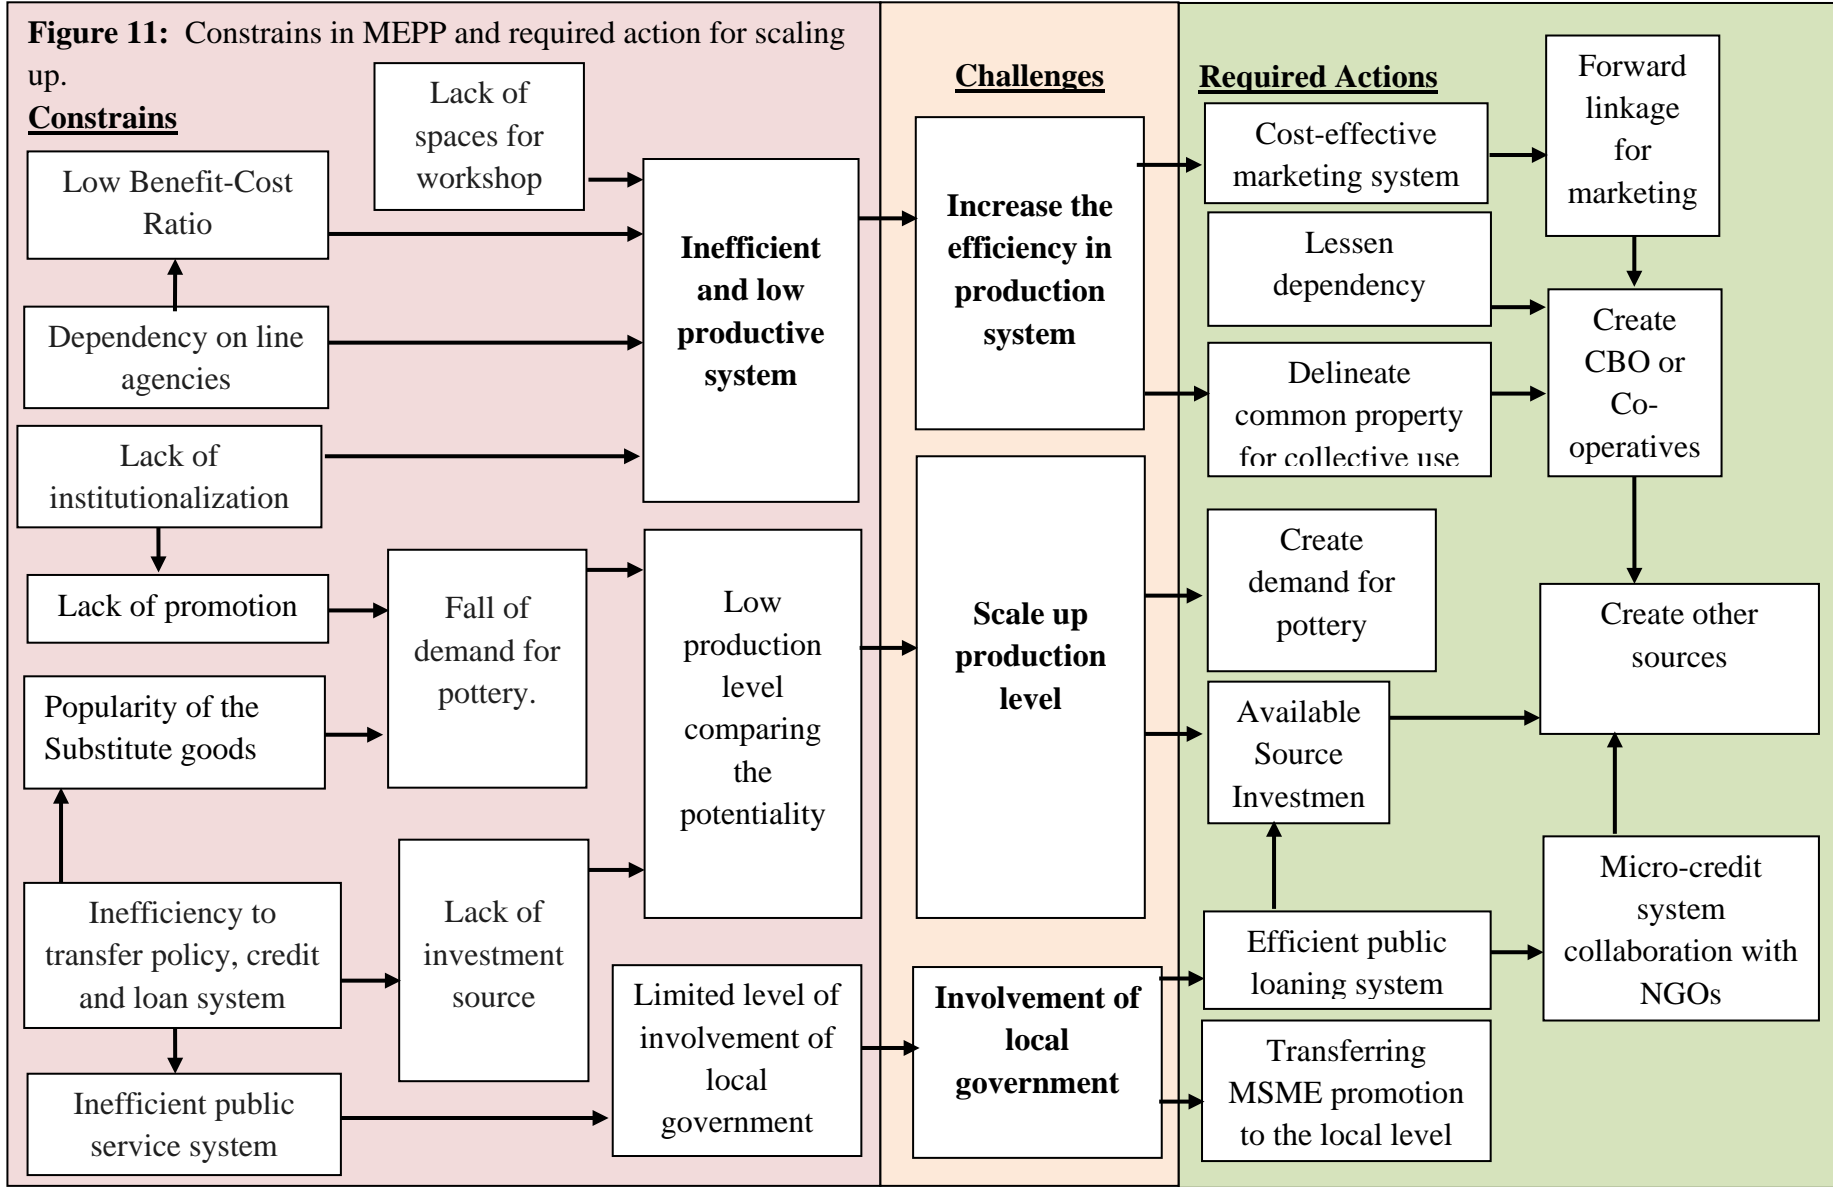 Figure 11: Constrains in MEPP and required action for scaling
up.
Constrains
Lack of
spaces for
workshop
Low Benefit-Cost
Ratio
Dependency on line
agencies
Lack of
institutionalization
Lack of promotion
Popularity of the
Substitute goods
Inefficiency to
transfer policy, credit
and loan system
Inefficient public
service system
Fall of
demand for
pottery.
Lack of
investment
source
Inefficient
and low
productive
system
Low
production
level
comparing
the
potentiality
Limited level of
involvement of
local
government
Challenges
Increase the
efficiency in
production
system
Scale up
production
level
Involvement of
local
government
Required Actions
Cost-effective
marketing system
Lessen
dependency
Delineate
common property
for collective use
Create
demand for
pottery
Available
Source
Investmen
Efficient public
loaning system
Transferring
MSME promotion
to the local level
Forward
linkage
for
marketing
Create
CBO or
Co-
operatives
Create other
sources
Micro-credit
system
collaboration with
NGOs